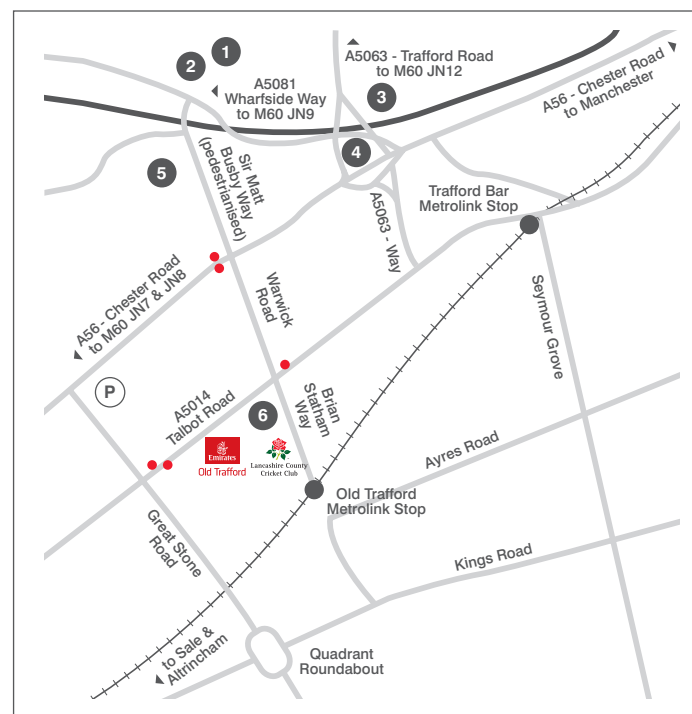 1
2
A5063 - Trafford Road
to M60 JN12
A5081
Wharfside Way
to M60 JN9
3
A56 - Chester Road
to Manchester
4
5
Sir Matt
Busby Way
(pedestrianised)
Trafford Bar
Metrolink Stop
A5063 - Way
A56 - Chester Road
to M60 JN7 & JN8
Warwick
Road
Seymour Grove
P
A5014
Talbot Road
6
Brian
Statham
Way
Emirates
Old Trafford
Lancashire County
Cricket Club
Ayres Road
Old Trafford
Metrolink Stop
Great Stone
Road
Kings Road
to Sale &
Altrincham
Quadrant
Roundabout